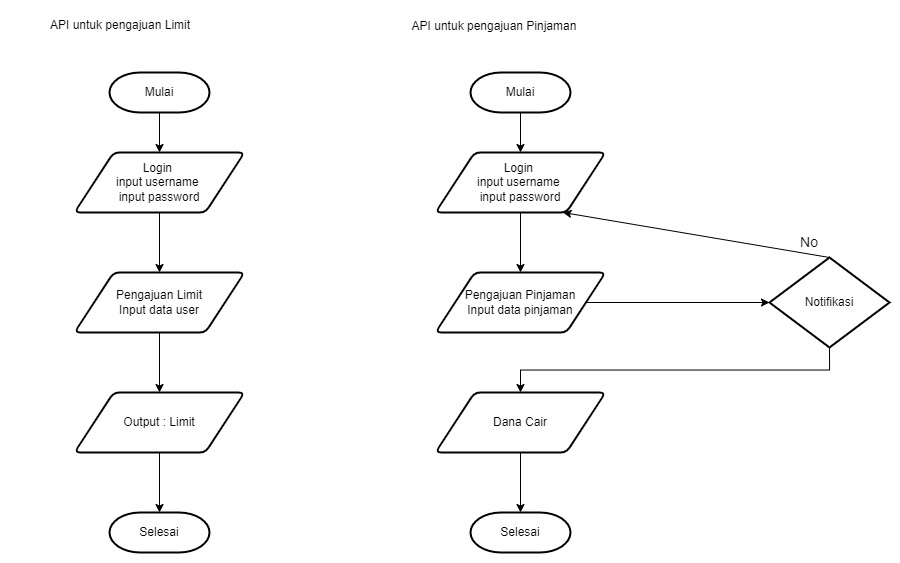 API untuk pengajuan Limit
Mulai
Login
input username
input password
Pengajuan Limit
Input data user
Output : Limit
Selesai
API untuk pengajuan Pinjaman
Mulai
Login
input username
input password
No
Pengajuan Pinjaman
Input data pinjaman
Notifikasi
Dana Cair
Selesai